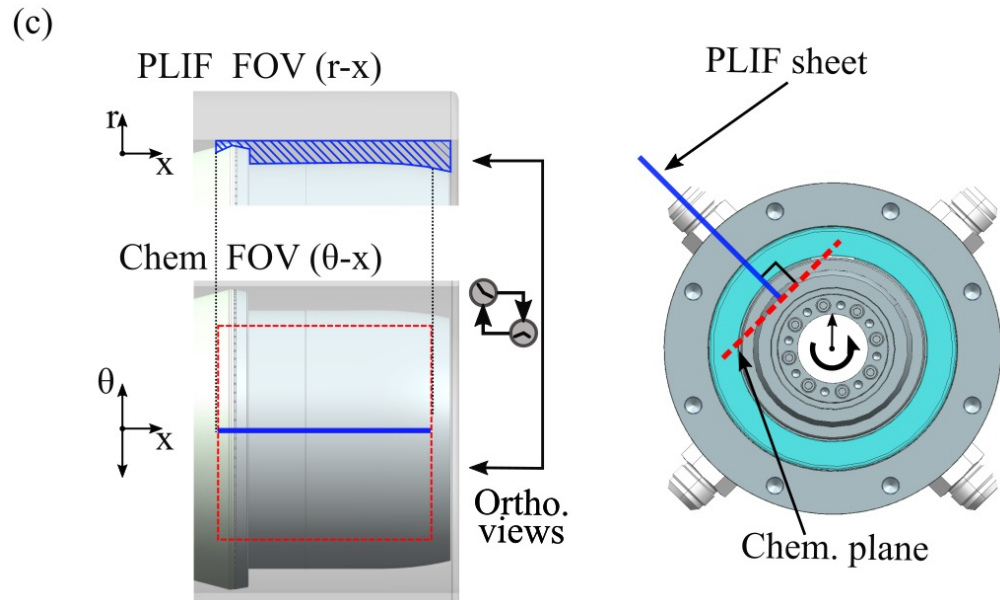 (c)
PLIF FOV (r-x)
r
x
Chem FOV (θ-x)
θ
x
Ortho.
views
PLIF sheet
Chem. plane